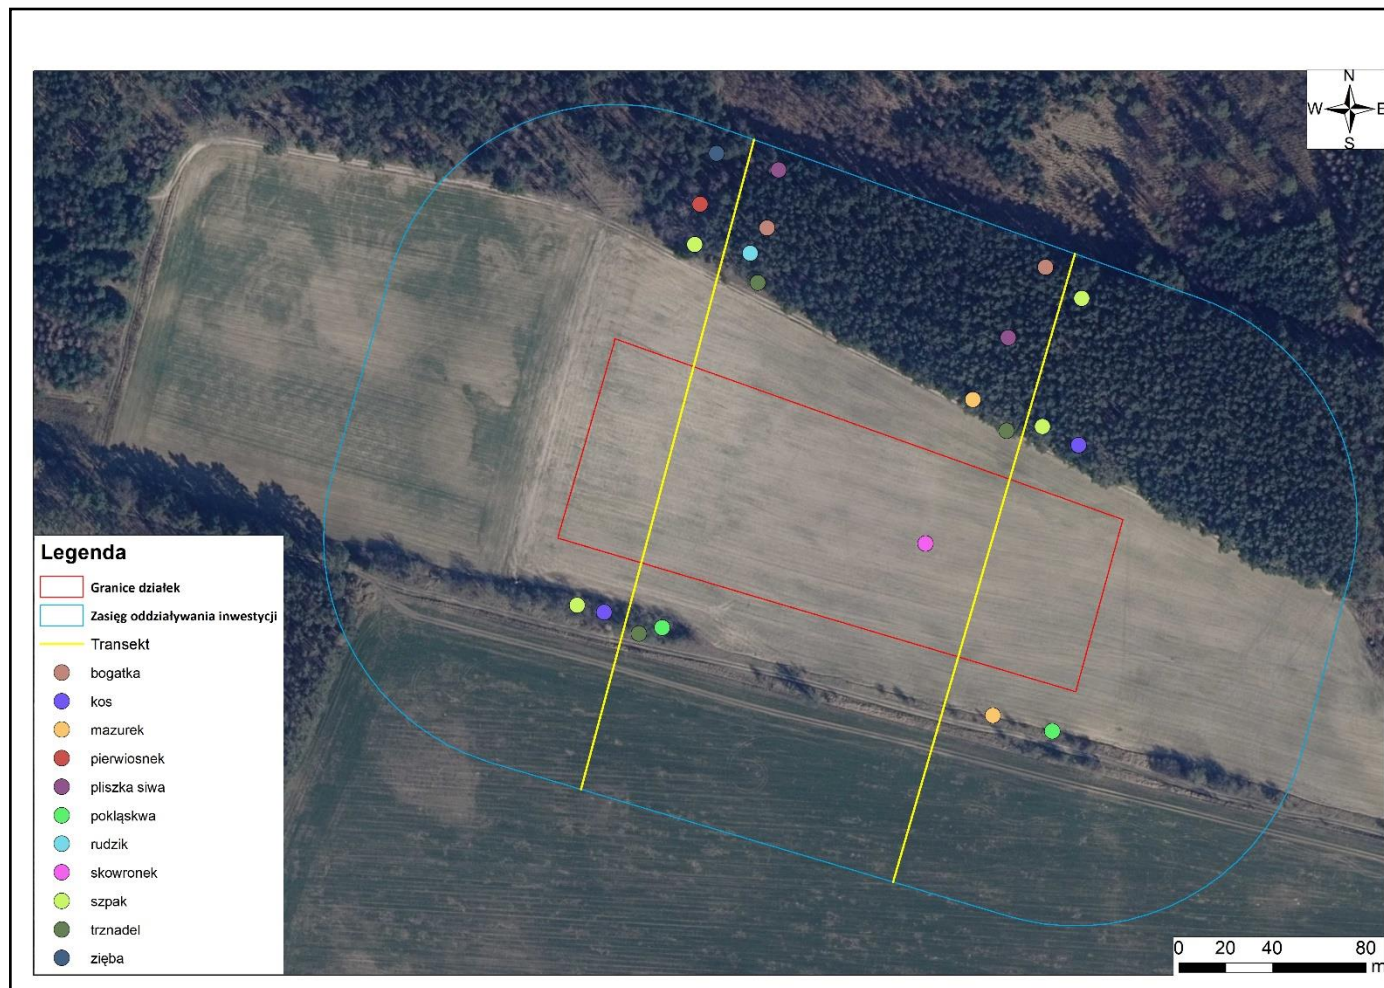 N
W E
S
Legenda
Granice działek
Zasięg oddziaływania inwestycji
Transekt
bogatka
kos
mazurek
pierwiosnek
pliszka siwa
pokląskwa
rudzik
skowronek
szpak
trznadel
zięba
0 20 40 80
m